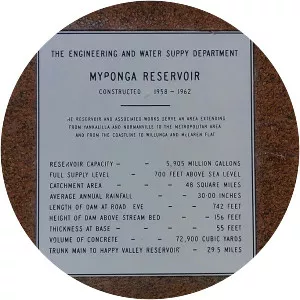 THE ENGINEERING AND WATER SUPPY DEPARTMENT
MYPONGA RESERVOIR
CONSTRUCTED 1958 – 1962
HE RESERVOIR AND ASSOCIATED WORKS SERVE AN AREA EXTENDING
FROM YANKALILLA AND NORMANVILLE TO THE METROPOLITAN AREA
AND FROM THE COASTLINE TO WILLUNGA AND McLAREN FLAT
RESERVOIR CAPACITY – – 5,905 MILLION GALLONS
FULL SUPPLY LEVEL – 700 FEET ABOVE SEA LEVEL
CATCHMENT AREA – – – 48 SQUARE MILES
AVERAGE ANNUAL RAINFALL – – 30·00 INCHES
LENGTH OF DAM AT ROAD EVE – – 742 FEET
HEIGHT OF DAM ABOVE STREAM BED – – 156 FEET
THICKNESS AT BASE – – – – 55 FEET
VOLUME OF CONCRETE – – 72,900 CUBIC YARDS
TRUNK MAIN TO HAPPY VALLEY RESERVOIR – 29.5 MILES